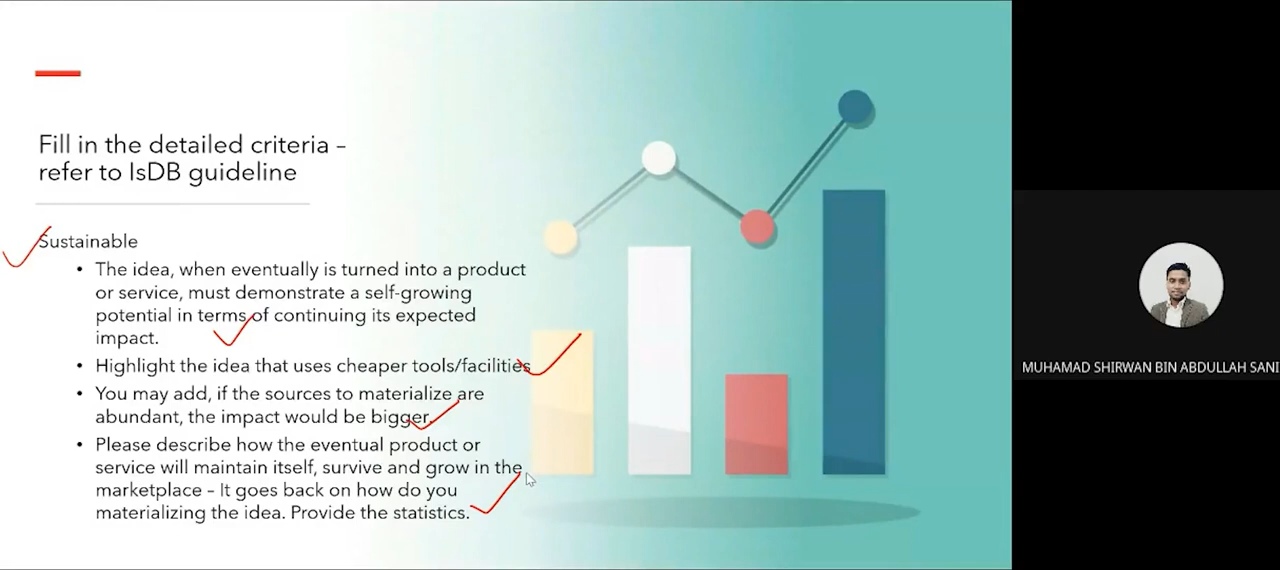 Fill in the detailed criteria –
refer to IsDB guideline
Sustainable
• The idea, when eventually is turned into a product
or service, must demonstrate a self-growing
potential in terms of continuing its expected
impact.
• Highlight the idea that uses cheaper tools/facilities
• You may add, if the sources to materialize are
abundant, the impact would be bigger.
• Please describe how the eventual product or
service will maintain itself, survive and grow in the
marketplace – It goes back on how do you
materializing the idea. Provide the statistics.
MUHAMAD SHIRWAN BIN ABDULLAH SANI